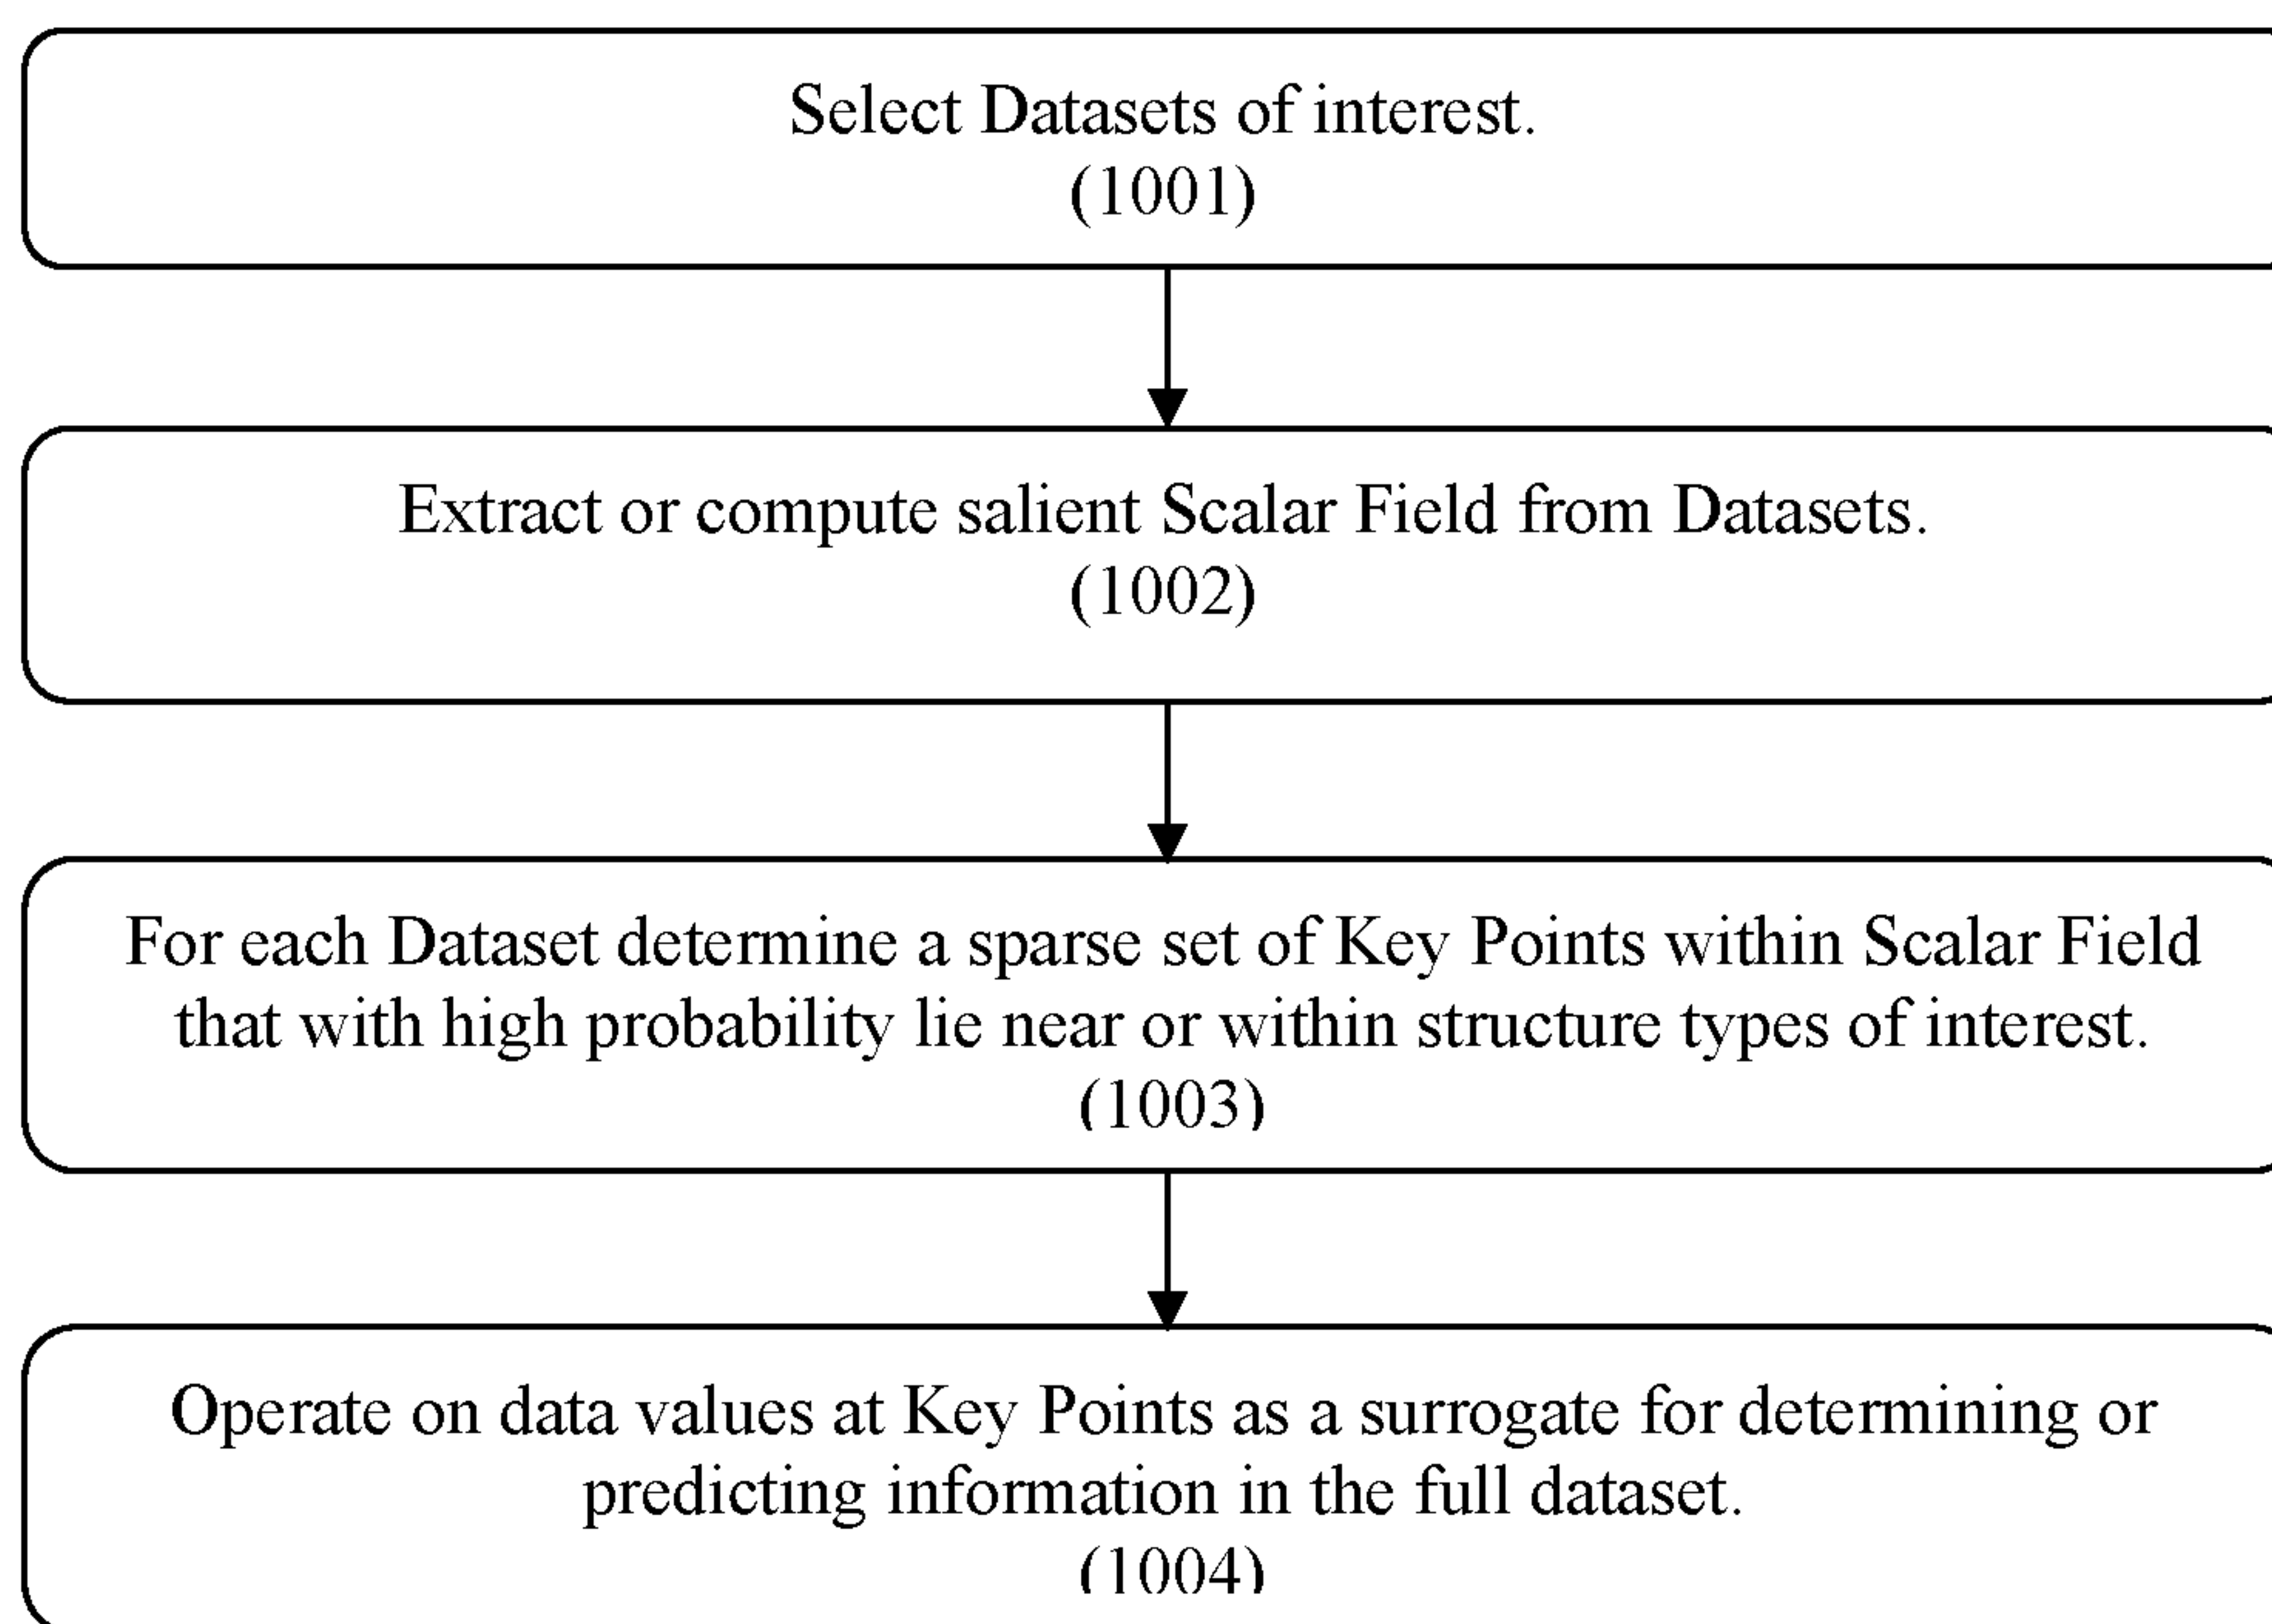 Select Datasets of interest.
(1001)
Extract or compute salient Scalar Field from Datasets.
(1002)
For each Dataset determine a sparse set of Key Points within Scalar Field
that with high probability lie near or within structure types of interest.
(1003)
Operate on data values at Key Points as a surrogate for determining or
predicting information in the full dataset.
(1004)